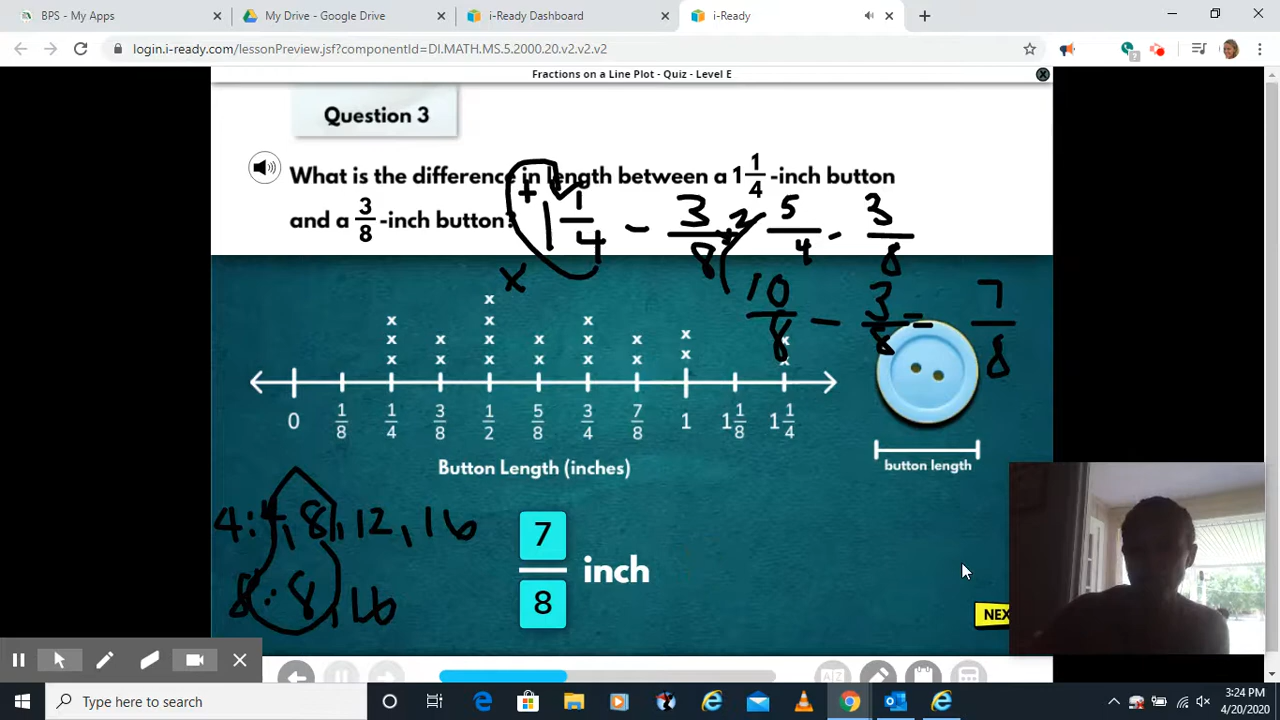 BPS - My Apps
My Drive - Google Drive
i-Ready Dashboard
i-Ready
login.i-ready.com/lessonPreview.jsf?componentId=DI.MATH.MS.5.2000.20.v2.v2.v2
Fractions on a Line Plot - Quiz - Level E
Question 3
What is the difference in length between a 1 1/4 -inch button
and a 3/8 -inch button?
+ 1 1/4 - 3/8 5/4 - 3/8
x
10/8 - 3/8 = 7/8
x
x x x
x x x x x x x
x x x x x x x
0 1/8 1/4 3/8 1/2 5/8 3/4 7/8 1 1 1/8 1 1/4
Button Length (inches)
button length
4: 4, 8, 12, 16
8: 8, 16
7/8 inch
NEX
Type here to search
3:24 PM
4/20/2020